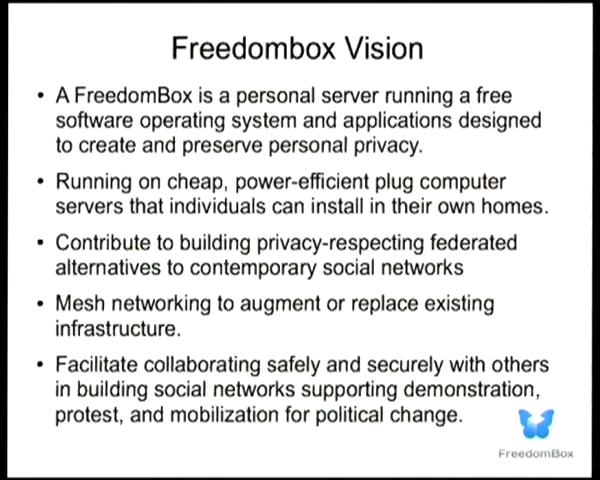 Freedombox Vision
• A FreedomBox is a personal server running a free
software operating system and applications designed
to create and preserve personal privacy.
• Running on cheap, power-efficient plug computer
servers that individuals can install in their own homes.
• Contribute to building privacy-respecting federated
alternatives to contemporary social networks
• Mesh networking to augment or replace existing
infrastructure.
• Facilitate collaborating safely and securely with others
in building social networks supporting demonstration,
protest, and mobilization for political change.
FreedomBox